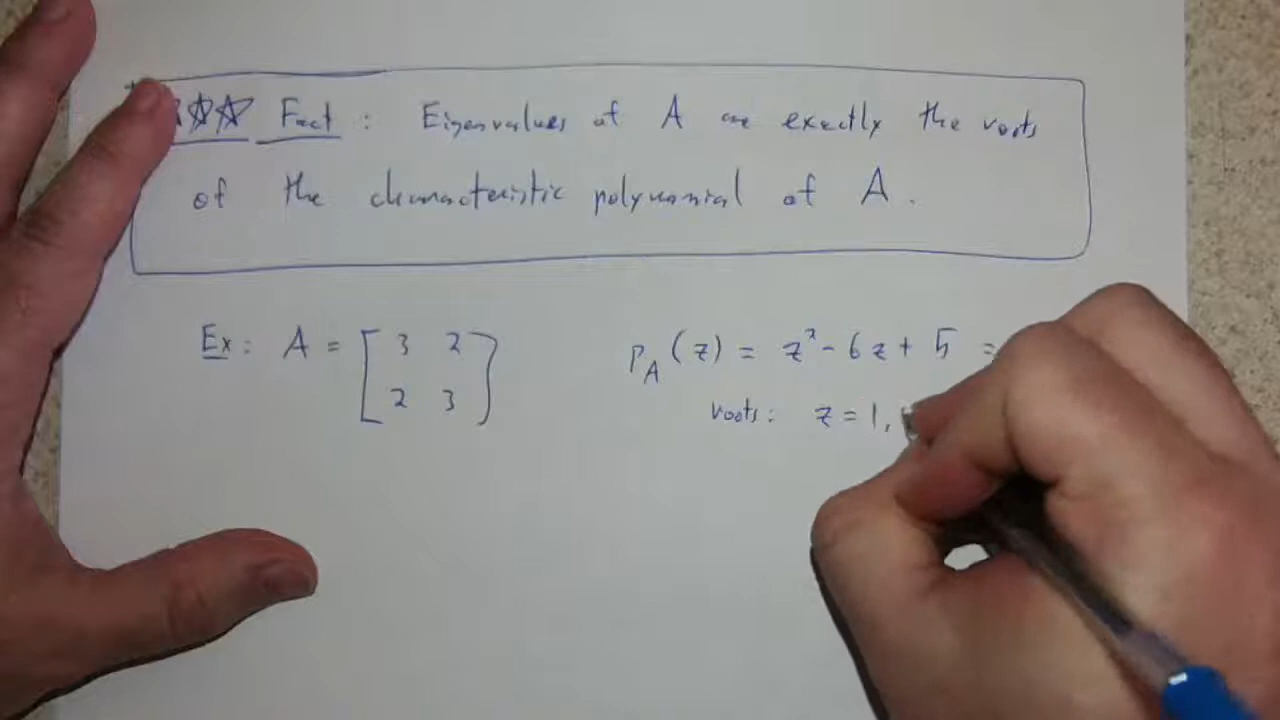 ☆☆☆ Fact : Eigenvalues of A are exactly the roots
of the characteristic polynomial of A .
Ex : A = [ 3 2
2 3 ]
P_A (z) = z² - 6z + 5 =
roots : z = 1,